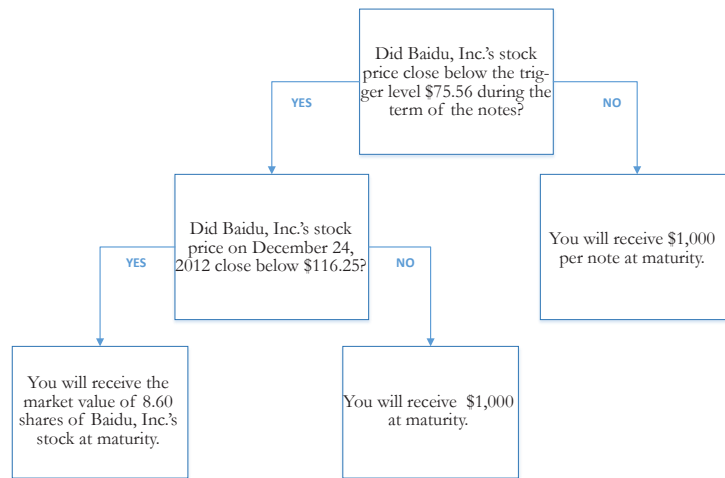 Did Baidu, Inc.'s stock
price close below the trig-
ger level $75.56 during the
term of the notes?
YES
NO
Did Baidu, Inc.'s stock
price on December 24,
2012 close below $116.25?
You will receive $1,000
per note at maturity.
YES
NO
You will receive the
market value of 8.60
shares of Baidu, Inc.'s
stock at maturity.
You will receive $1,000
at maturity.